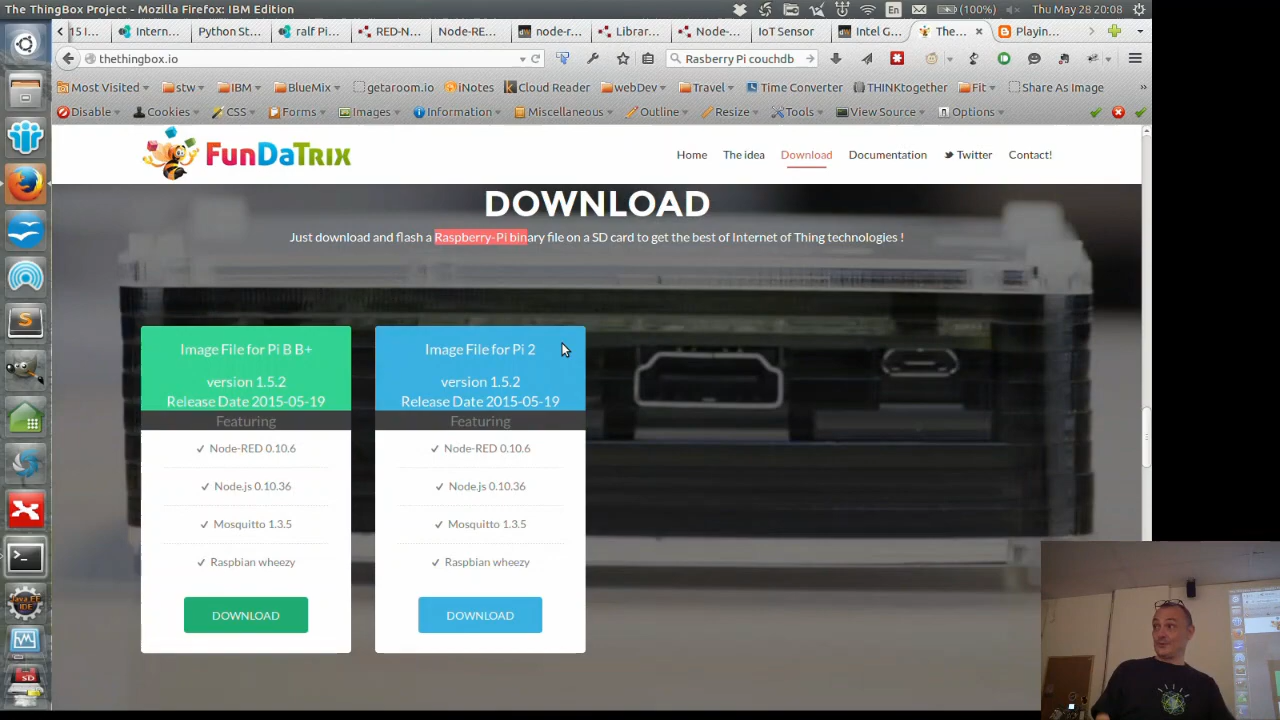 The ThingBox Project - Mozilla Firefox: IBM Edition
En
(100%)
Thu May 28 20:08
15 I
Intern...
Python St...
ralf Pi...
RED-N...
Node-RE...
node-r...
Librar...
Node-...
IoT Sensor
Intel G...
The...
Playin...
thethingbox.io
Rasberry Pi couchdb
Most Visited
stw
IBM
BlueMix
getaroom.io
iNotes
Cloud Reader
webDev
Travel
Time Converter
THINKtogether
Fit
Share As Image
Disable
Cookies
CSS
Forms
Images
Information
Miscellaneous
Outline
Resize
Tools
View Source
Options
FunDaTrix
Home
The idea
Download
Documentation
Twitter
Contact!
DOWNLOAD
Just download and flash a Raspberry-Pi binary file on a SD card to get the best of Internet of Thing technologies !
Image File for Pi B B+
version 1.5.2
Release Date 2015-05-19
Featuring
✓ Node-RED 0.10.6
✓ Node.js 0.10.36
✓ Mosquitto 1.3.5
✓ Raspbian wheezy
DOWNLOAD
Image File for Pi 2
version 1.5.2
Release Date 2015-05-19
Featuring
✓ Node-RED 0.10.6
✓ Node.js 0.10.36
✓ Mosquitto 1.3.5
✓ Raspbian wheezy
DOWNLOAD